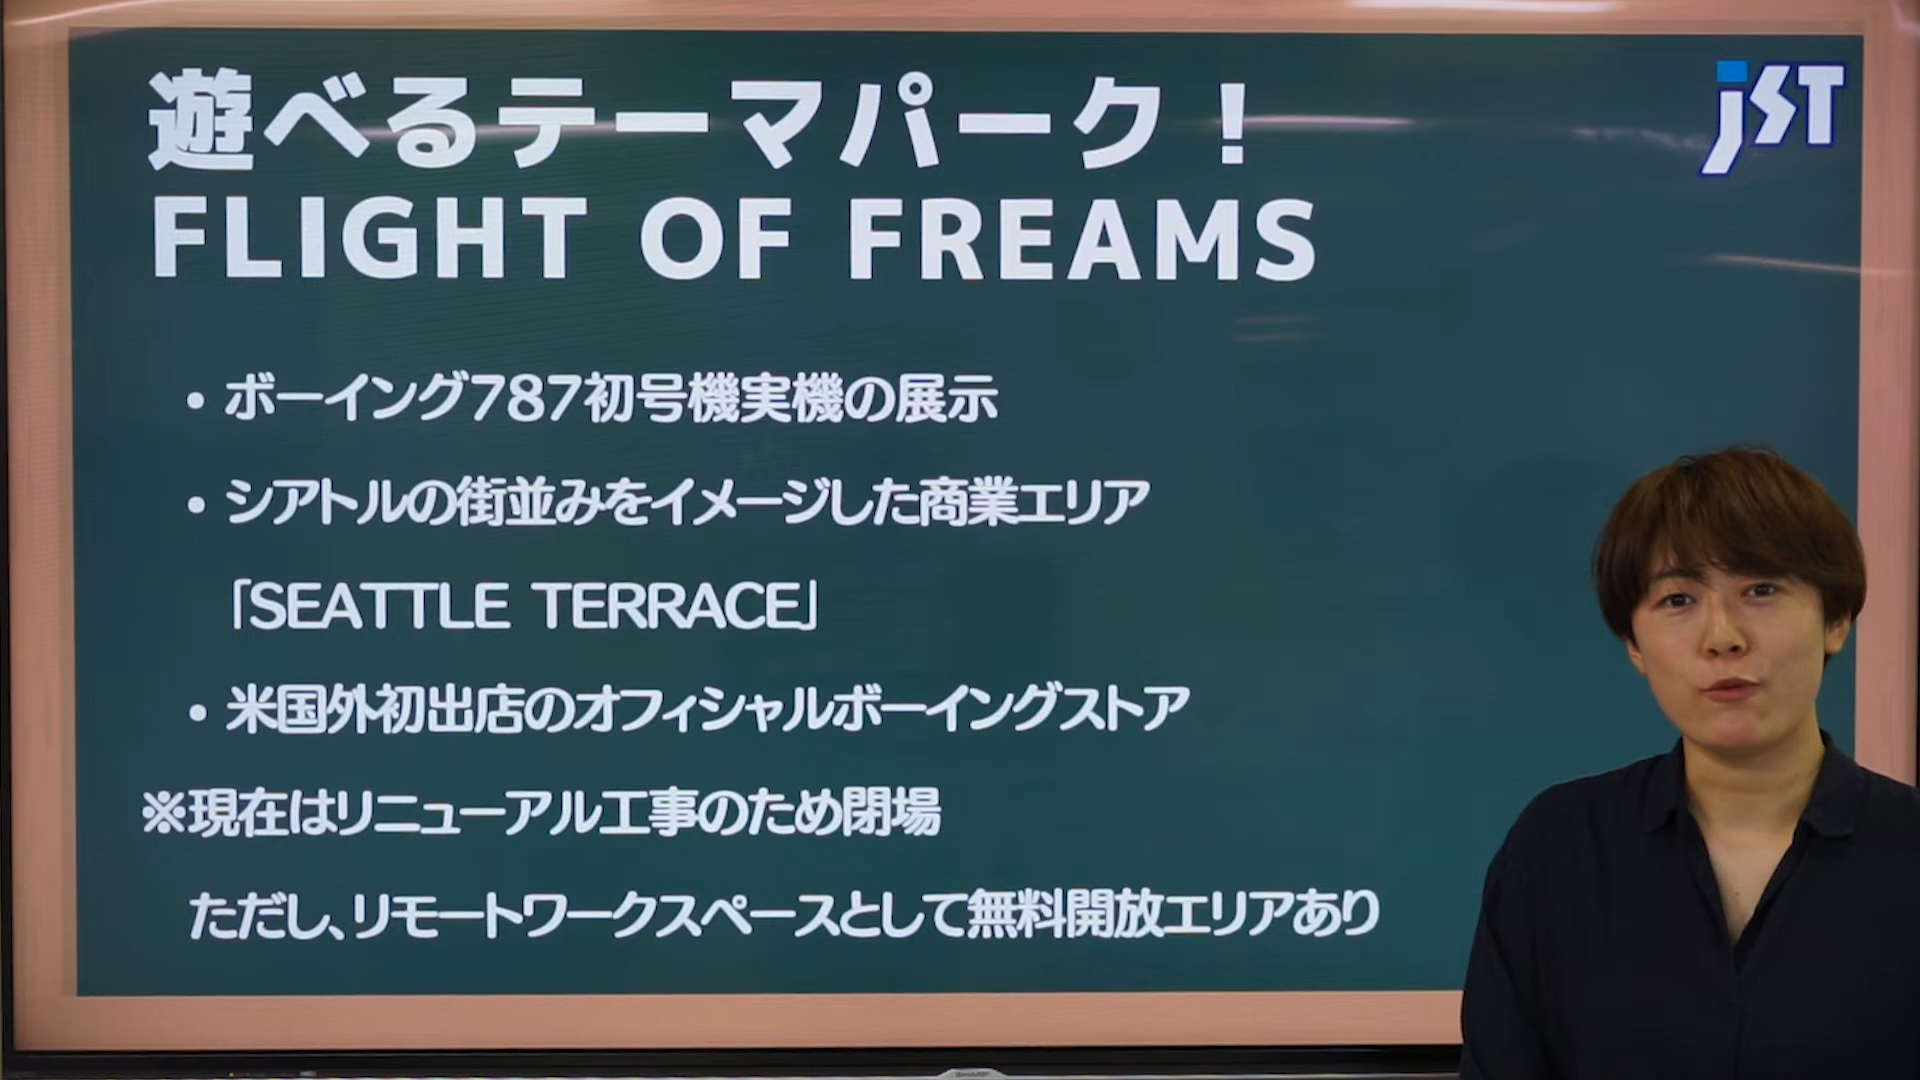 遊べるテーマパーク！
FLIGHT OF FREAMS
jST
・ボーイング787初号機実機の展示
・シアトルの街並みをイメージした商業エリア
「SEATTLE TERRACE」
・米国外初出店のオフィシャルボーイングストア
※現在はリニューアル工事のため閉場
ただし、リモートワークスペースとして無料開放エリアあり
SHARP